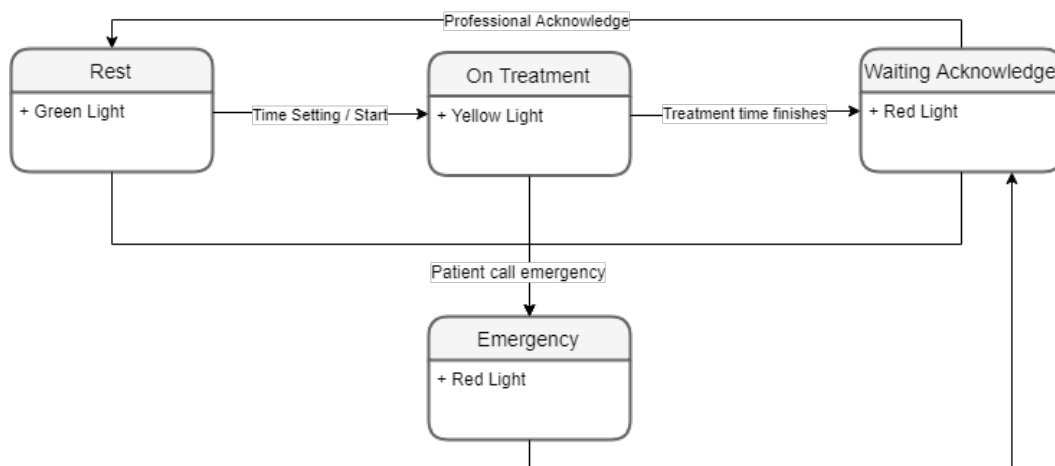 Professional Acknowledge
Rest
+ Green Light
Time Setting / Start
On Treatment
+ Yellow Light
Treatment time finishes
Waiting Acknowledge
+ Red Light
Patient call emergency
Emergency
+ Red Light